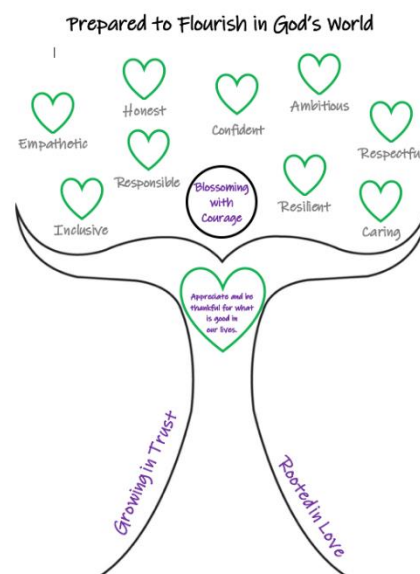 Prepared to Flourish in God's World
Honest
Ambitious
Empathetic
Confident
Respectful
Responsible
Blossoming
with
Courage
Resilient
Inclusive
Caring
Appreciate and be
thankful for what
is good in
our lives.
Growing in Trust
Rooted in Love